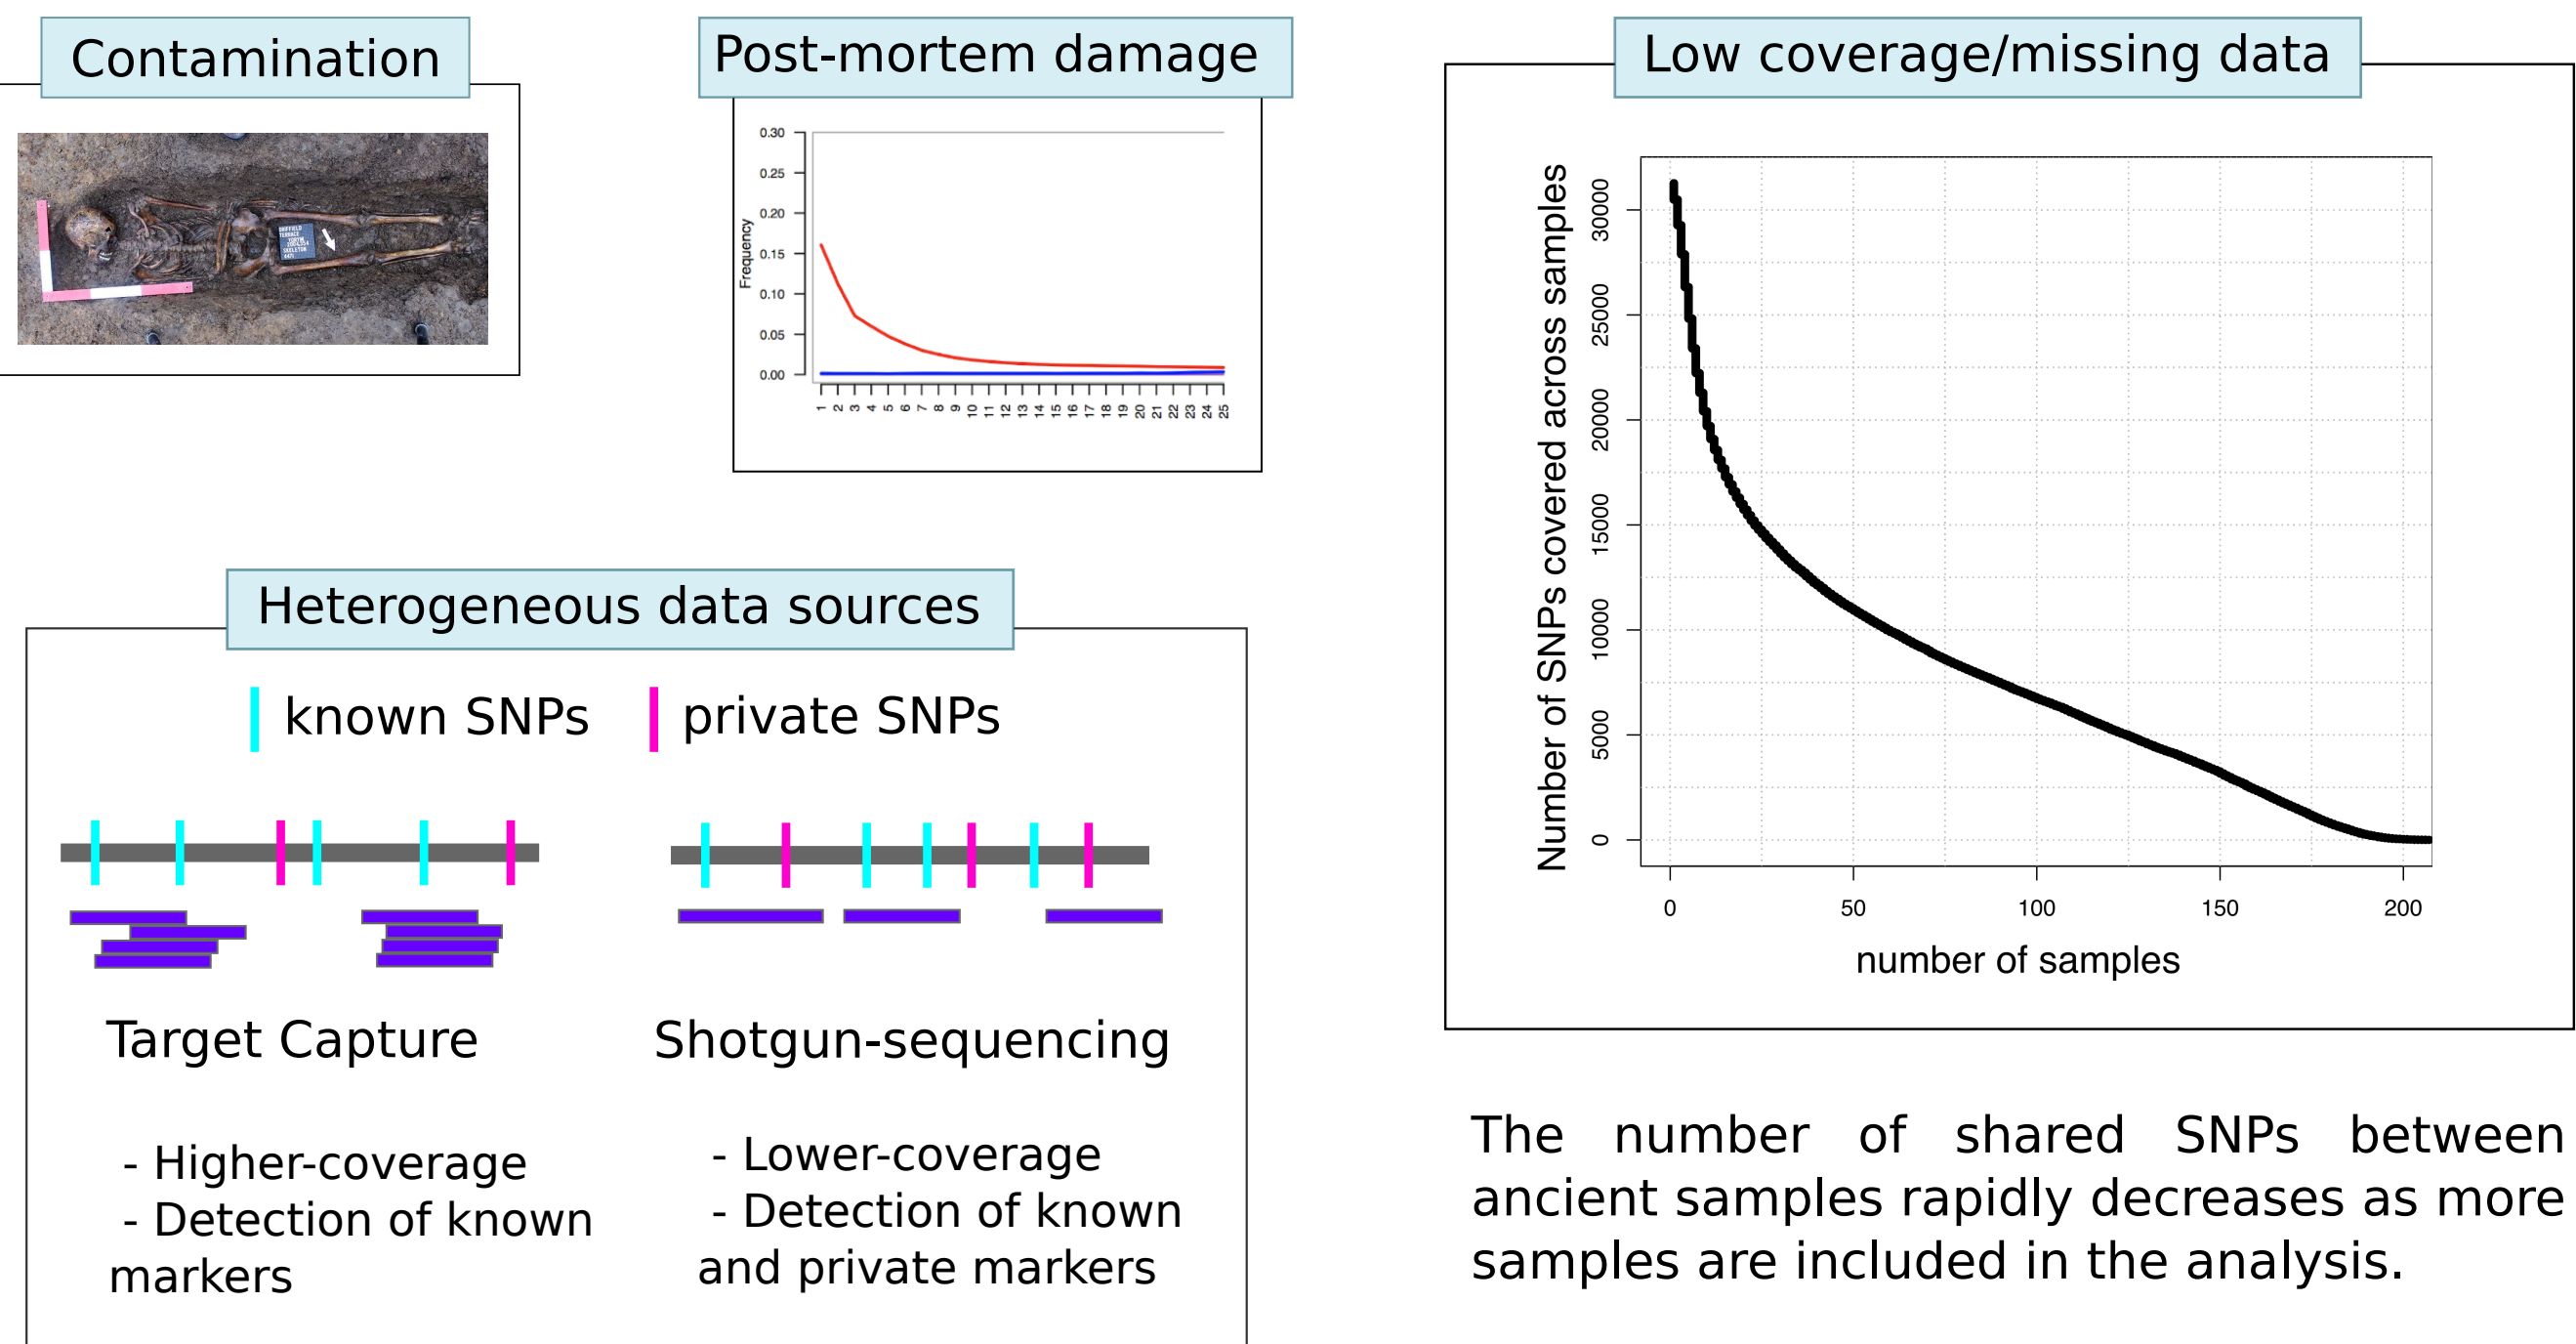 Contamination
DRIFFIELD
TERRACE
SKELETON
Post-mortem damage
Frequency
0.30
0.25
0.20
0.15
0.10
0.05
0.00
1 2 3 4 5 6 7 8 9 10 11 12 13 14 15 16 17 18 19 20 21 22 23 24 25
Heterogeneous data sources
known SNPs
private SNPs
Target Capture
- Higher-coverage
- Detection of known
markers
Shotgun-sequencing
- Lower-coverage
- Detection of known
and private markers
Low coverage/missing data
Number of SNPs covered across samples
30000
25000
20000
15000
10000
5000
0
0 50 100 150 200
number of samples
The number of shared SNPs between
ancient samples rapidly decreases as more
samples are included in the analysis.